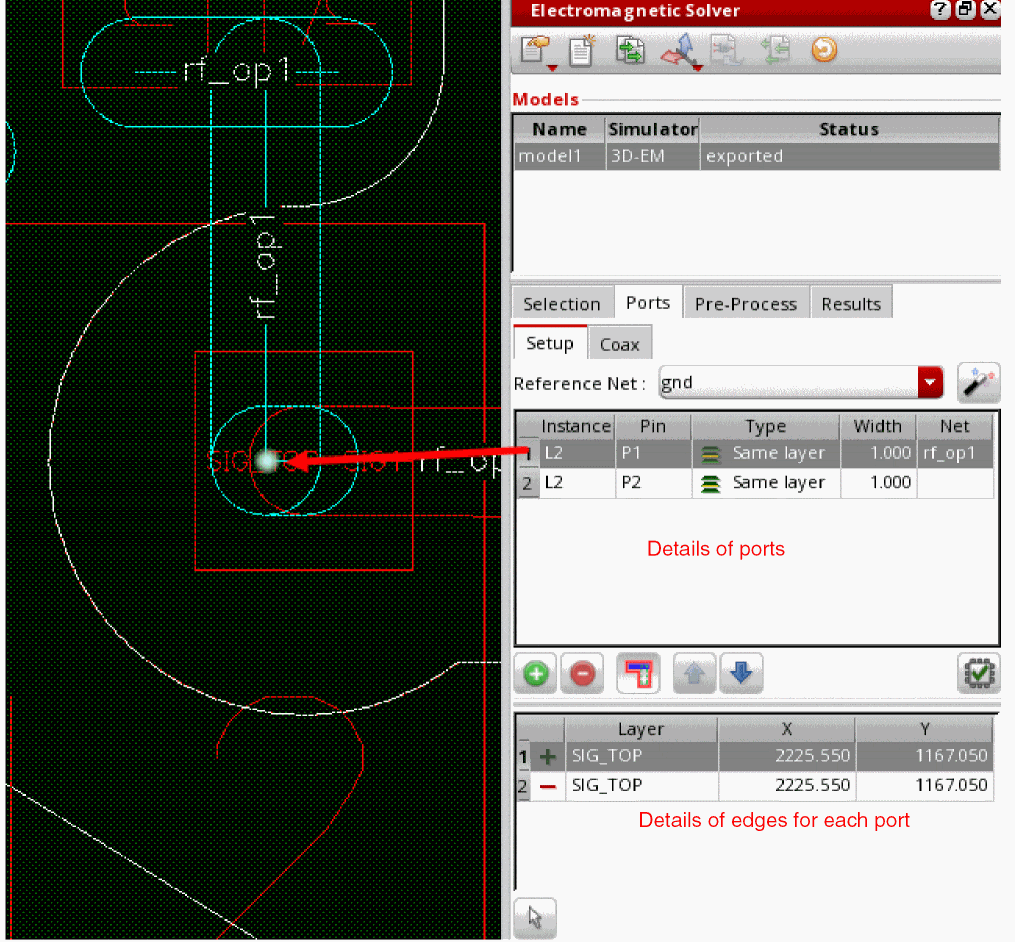 Electromagnetic Solver
rf_op1
Models
Name Simulator Status
model1 3D-EM exported
rf_op1
Selection Ports Pre-Process Results
Setup Coax
Reference Net : gnd
Instance Pin Type Width Net
1 L2 P1 Same layer 1.000 rf_op1
2 L2 P2 Same layer 1.000
rf_op
Details of ports
Layer X Y
1 SIG_TOP 2225.550 1167.050
2 SIG_TOP 2225.550 1167.050
Details of edges for each port